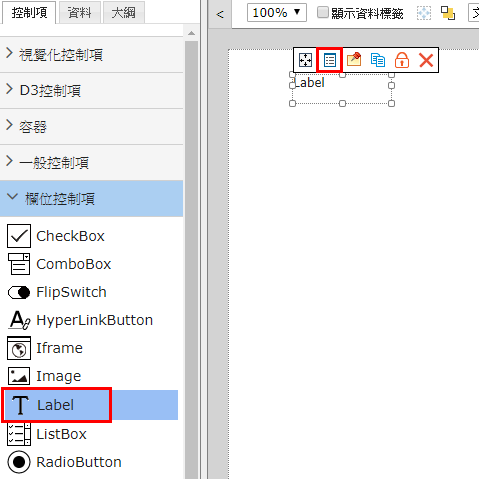 控制項 資料 大綱
< 100% ▼ 顯示資料標籤
視覺化控制項
D3控制項
容器
一般控制項
欄位控制項
CheckBox
ComboBox
FlipSwitch
HyperLinkButton
Iframe
Image
Label
ListBox
RadioButton
Label